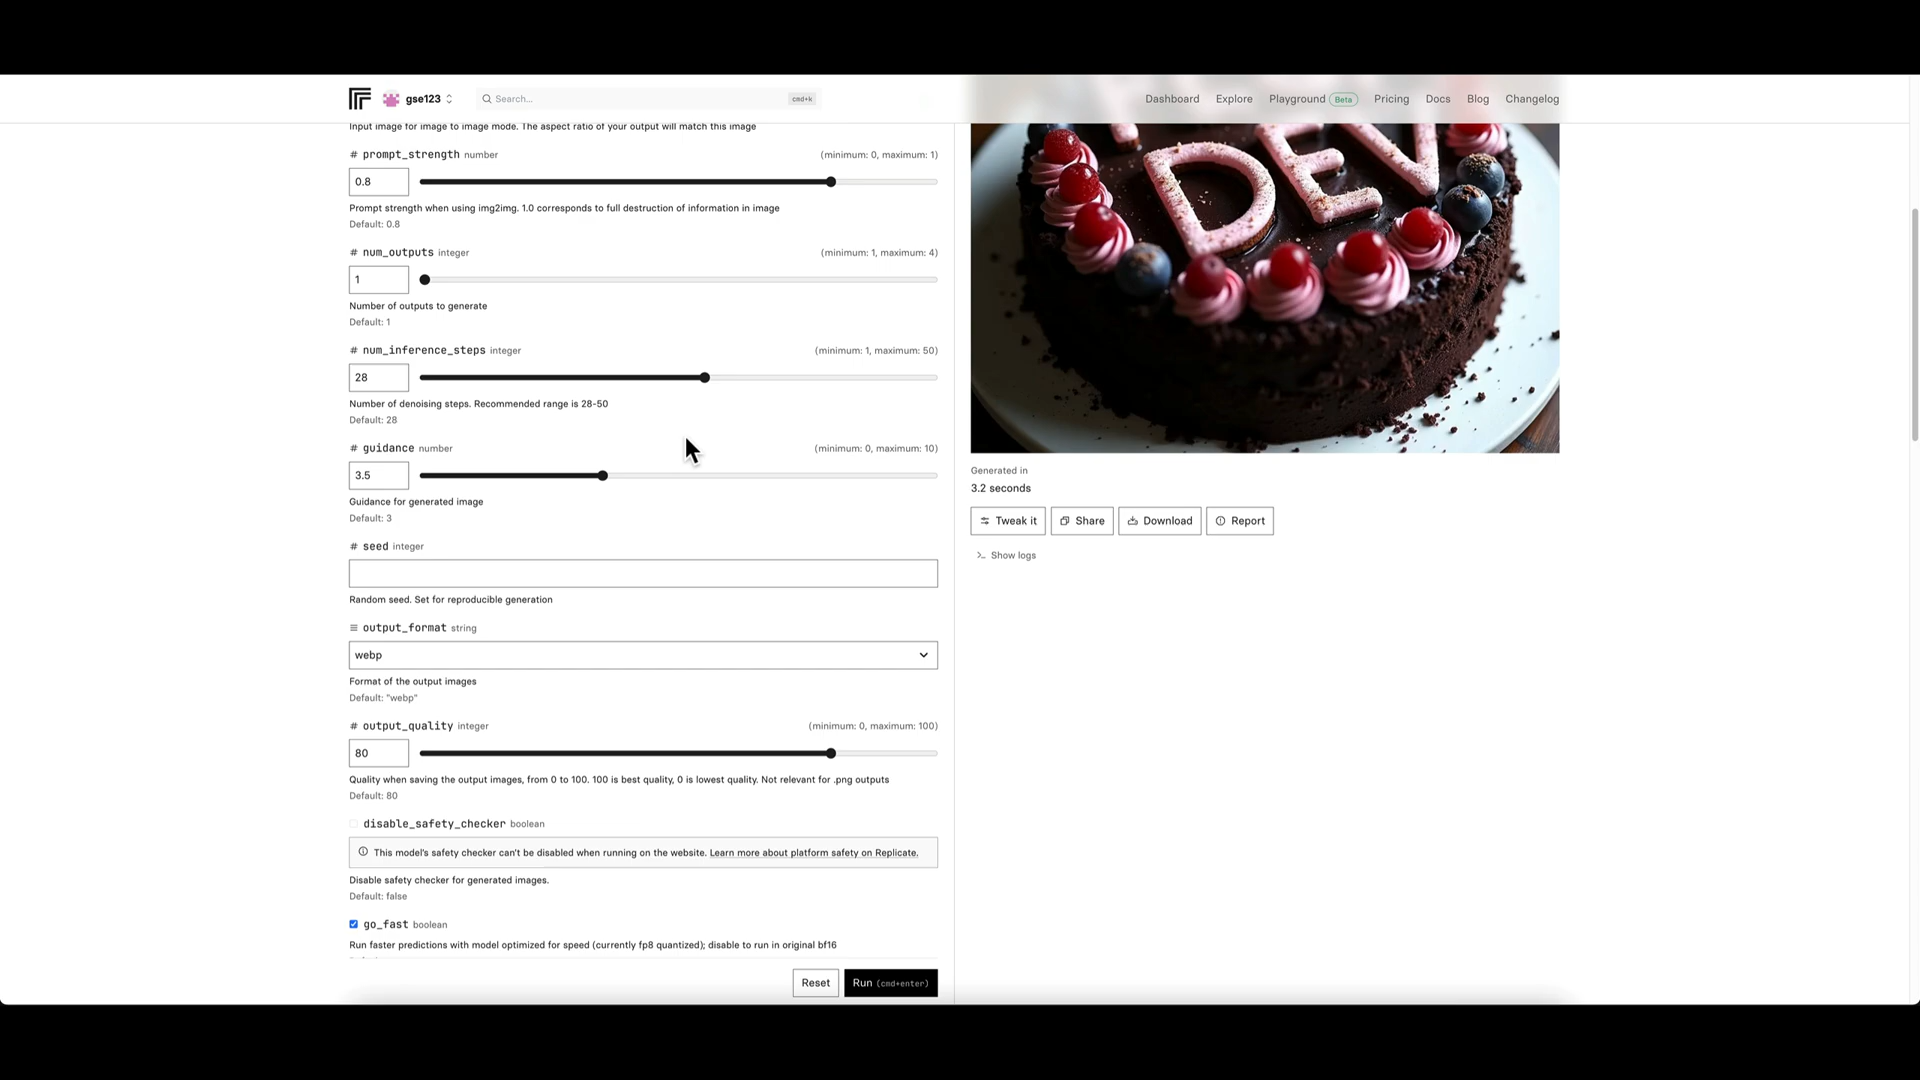 gse123
Search...
cmd+k
Dashboard
Explore
Playground Beta
Pricing
Docs
Blog
Changelog
Input image for image to image mode. The aspect ratio of your output will match this image
# prompt_strength number (minimum: 0, maximum: 1)
0.8
Prompt strength when using img2img. 1.0 corresponds to full destruction of information in image
Default: 0.8
# num_outputs integer (minimum: 1, maximum: 4)
1
Number of outputs to generate
Default: 1
# num_inference_steps integer (minimum: 1, maximum: 50)
28
Number of denoising steps. Recommended range is 28-50
Default: 28
# guidance number (minimum: 0, maximum: 10)
3.5
Guidance for generated image
Default: 3
# seed integer
Random seed. Set for reproducible generation
output_format string
webp
Format of the output images
Default: "webp"
# output_quality integer (minimum: 0, maximum: 100)
80
Quality when saving the output images, from 0 to 100. 100 is best quality, 0 is lowest quality. Not relevant for .png outputs
Default: 80
disable_safety_checker boolean
This model's safety checker can't be disabled when running on the website. Learn more about platform safety on Replicate.
Disable safety checker for generated images.
Default: false
go_fast boolean
Run faster predictions with model optimized for speed (currently fp8 quantized); disable to run in original bf16
Reset
Run (cmd+enter)
DEV
Generated in
3.2 seconds
Tweak it
Share
Download
Report
Show logs